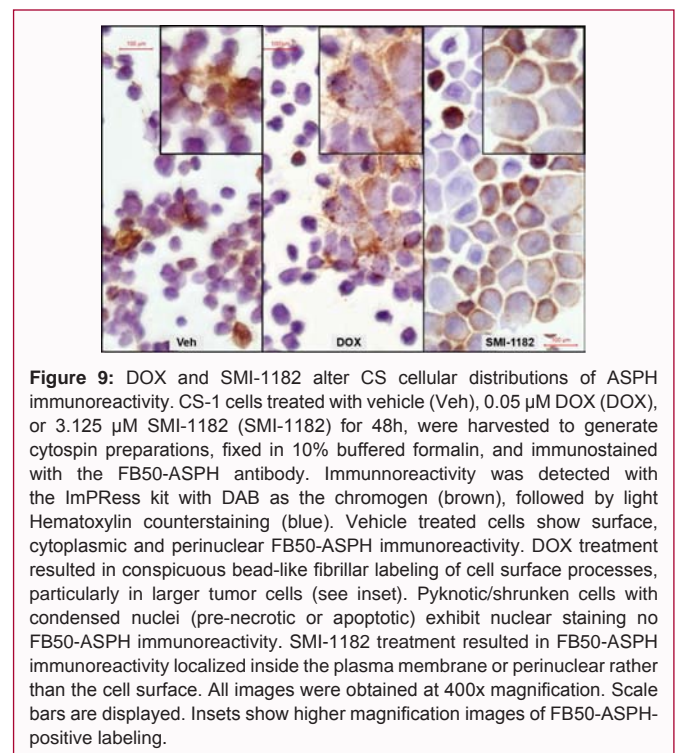 100 µm
100µm
Veh
DOX
SMI-1182
100 µm
Figure 9: DOX and SMI-1182 alter CS cellular distributions of ASPH
immunoreactivity. CS-1 cells treated with vehicle (Veh), 0.05 µM DOX (DOX),
or 3.125 µM SMI-1182 (SMI-1182) for 48h, were harvested to generate
cytospin preparations, fixed in 10% buffered formalin, and immunostained
with the FB50-ASPH antibody. Immunnoreactivity was detected with
the ImPRess kit with DAB as the chromogen (brown), followed by light
Hematoxylin counterstaining (blue). Vehicle treated cells show surface,
cytoplasmic and perinuclear FB50-ASPH immunoreactivity. DOX treatment
resulted in conspicuous bead-like fibrillar labeling of cell surface processes,
particularly in larger tumor cells (see inset). Pyknotic/shrunken cells with
condensed nuclei (pre-necrotic or apoptotic) exhibit nuclear staining no
FB50-ASPH immunoreactivity. SMI-1182 treatment resulted in FB50-ASPH
immunoreactivity localized inside the plasma membrane or perinuclear rather
than the cell surface. All images were obtained at 400x magnification. Scale
bars are displayed. Insets show higher magnification images of FB50-ASPH-
positive labeling.